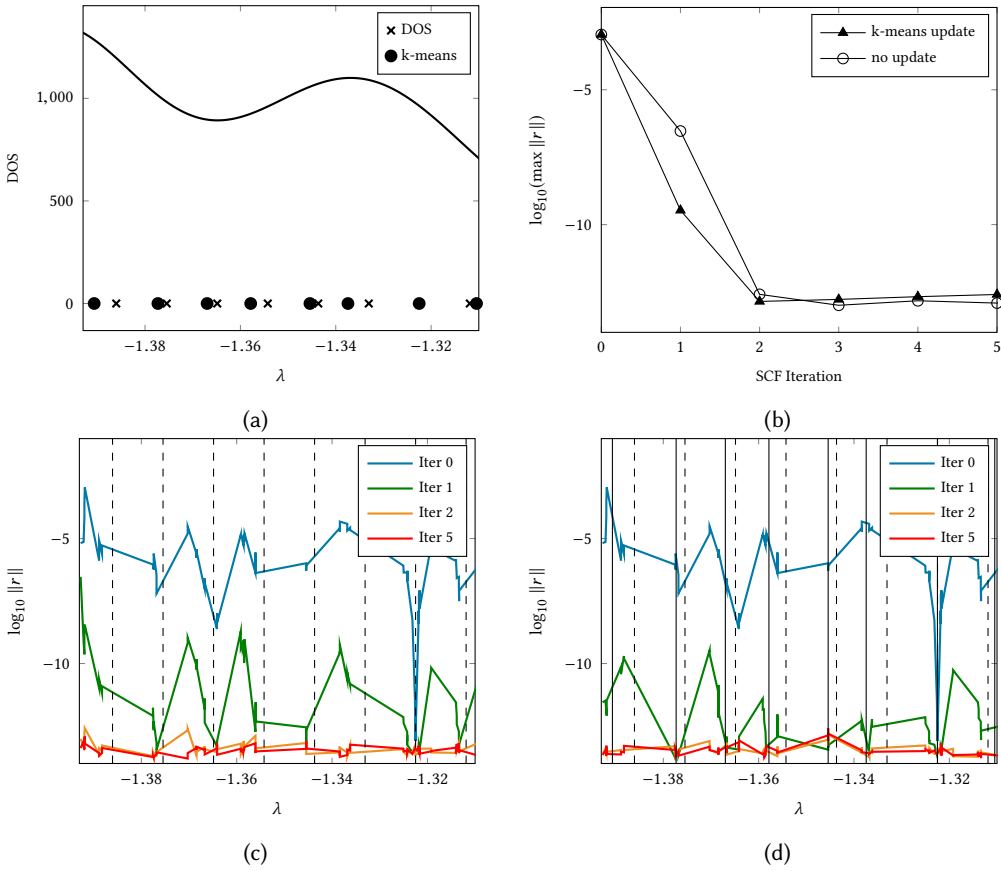 DOS
k-means
1,000
500
0
DOS
−1.38
−1.36
−1.34
−1.32
λ
(a)
k-means update
no update
−5
−10
log₁₀(max ||r||)
0
1
2
3
4
5
SCF Iteration
(b)
Iter 0
Iter 1
Iter 2
Iter 5
−5
−10
log₁₀ ||r||
−1.38
−1.36
−1.34
−1.32
λ
(c)
Iter 0
Iter 1
Iter 2
Iter 5
−5
−10
log₁₀ ||r||
−1.38
−1.36
−1.34
−1.32
λ
(d)